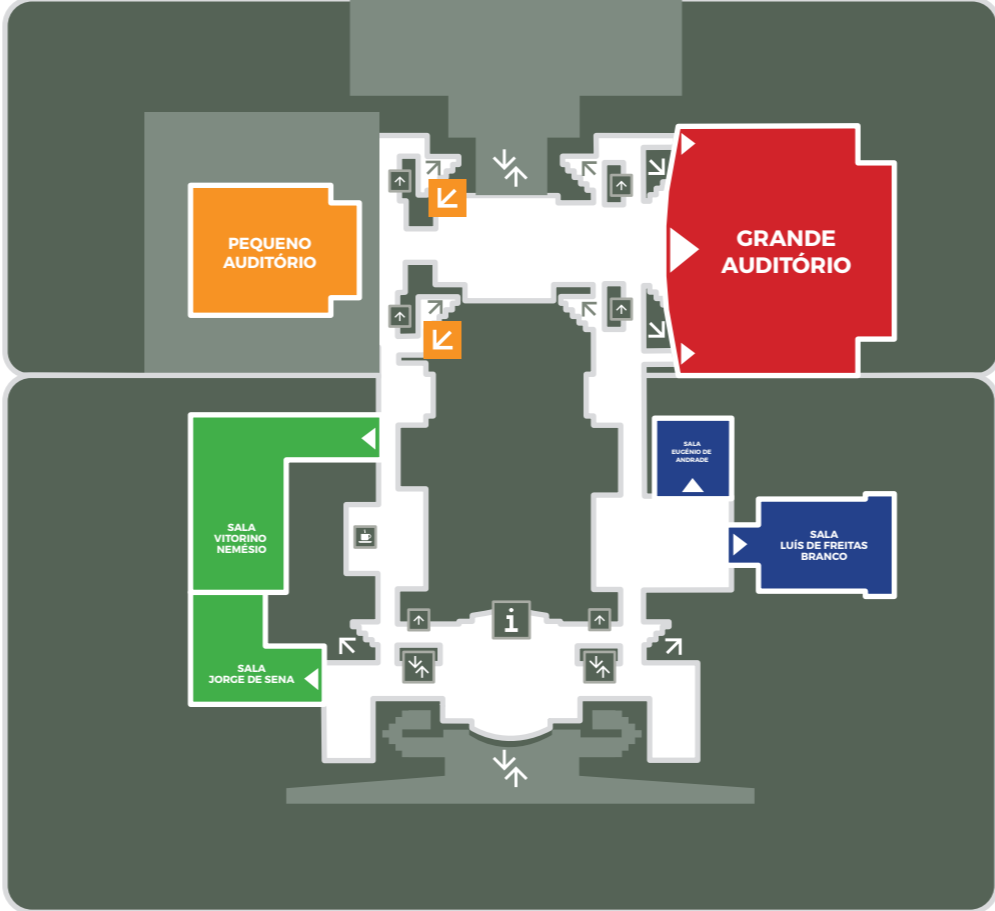 PEQUENO
AUDITÓRIO
GRANDE
AUDITÓRIO
SALA
EUGÉNIO DE
ANDRADE
SALA
VITORINO
NEMÉSIO
SALA
LUÍS DE FREITAS
BRANCO
i
SALA
JORGE DE SENA